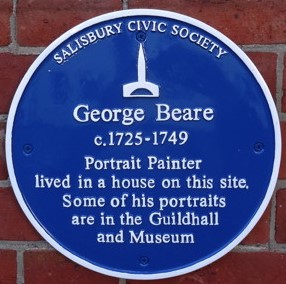 SALISBURY CIVIC SOCIETY
George Beare
c.1725-1749
Portrait Painter
lived in a house on this site.
Some of his portraits
are in the Guildhall
and Museum